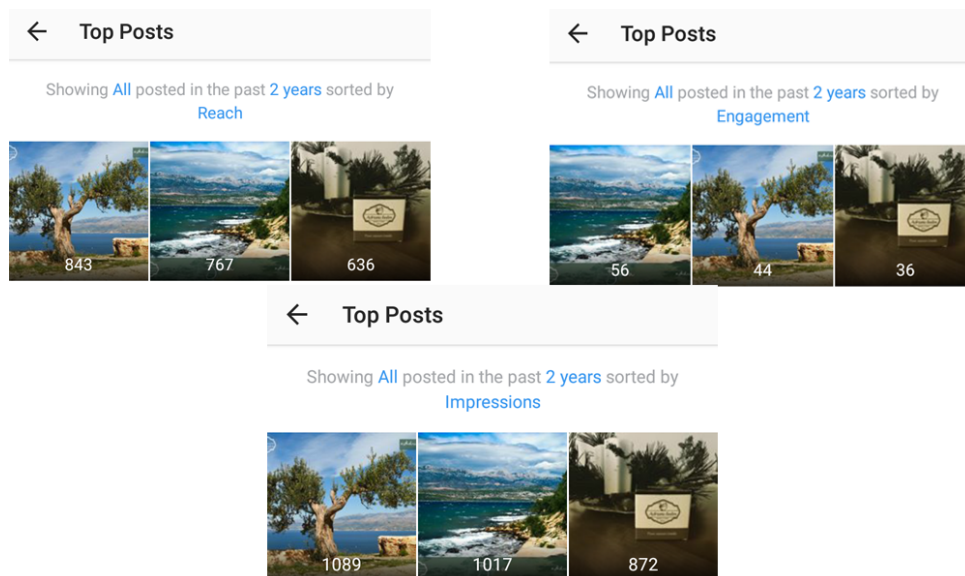 Top Posts
Showing All posted in the past 2 years sorted by
Reach
843
767
636
Top Posts
Showing All posted in the past 2 years sorted by
Engagement
56
44
36
Top Posts
Showing All posted in the past 2 years sorted by
Impressions
1089
1017
872